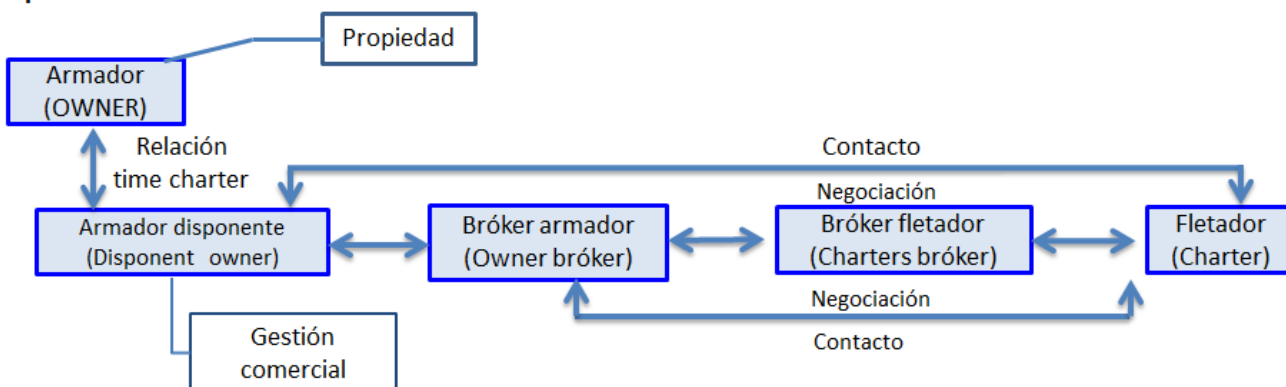 Propiedad
Armador
(OWNER)
Relación
time charter
Contacto
Negociación
Armador disponente
(Disponent owner)
Bróker armador
(Owner bróker)
Bróker fletador
(Charters bróker)
Fletador
(Charter)
Negociación
Contacto
Gestión
comercial